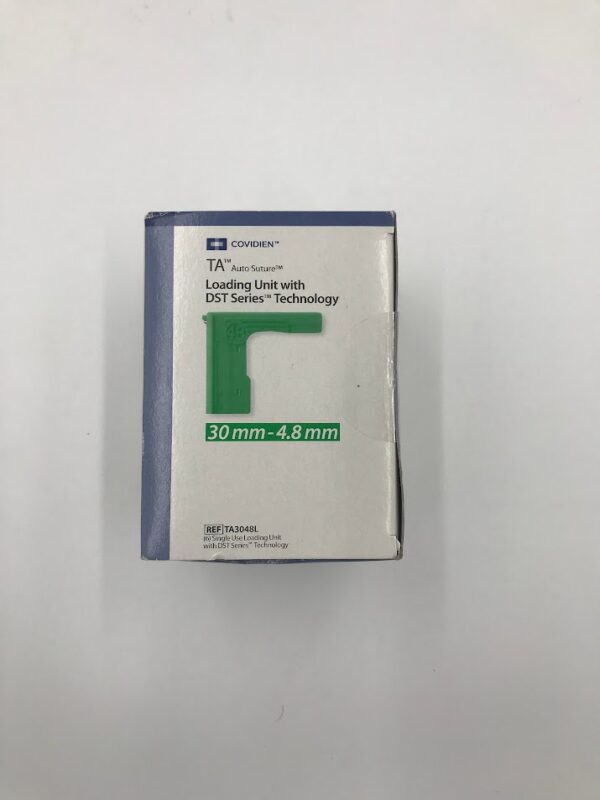 COVIDIEN™
TA™ Auto Suture™
Loading Unit with
DST Series™ Technology
30 mm - 4.8 mm
REF TA3048L
(6) Single Use Loading Unit
with DST Series™ Technology